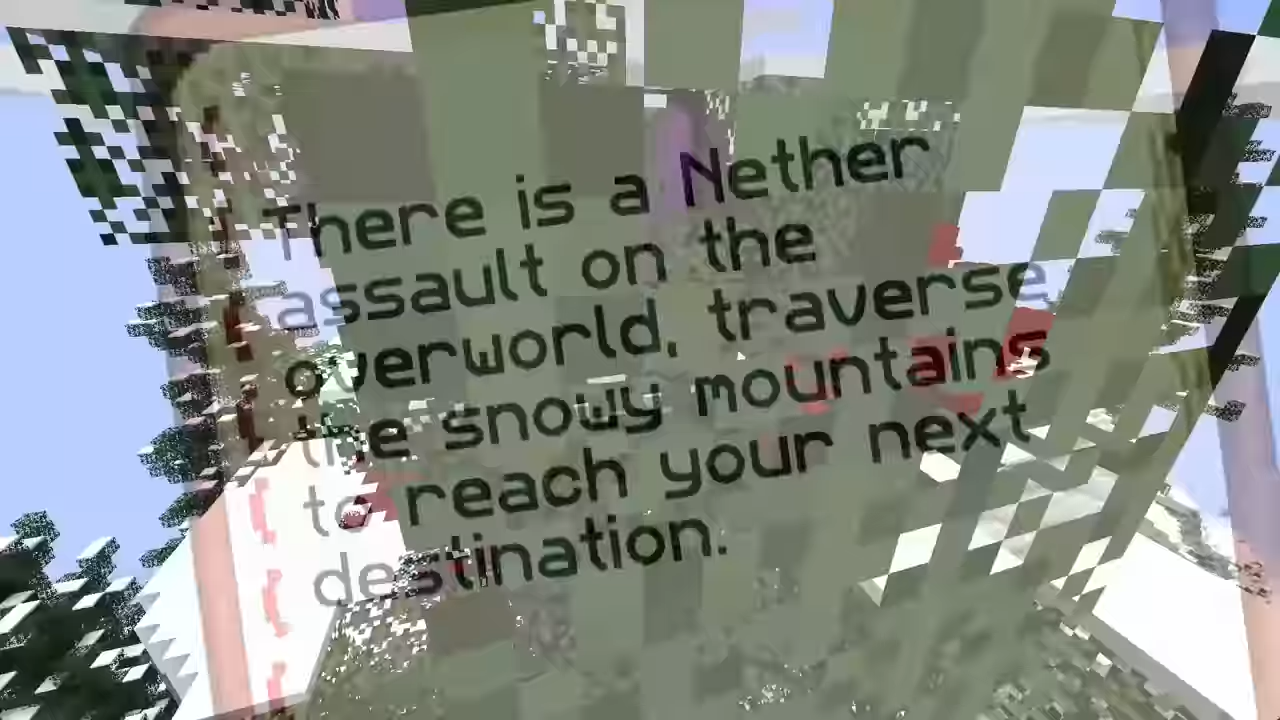 There is a Nether
assault on the
overworld, traverse
the snowy mountains
to reach your next
destination.